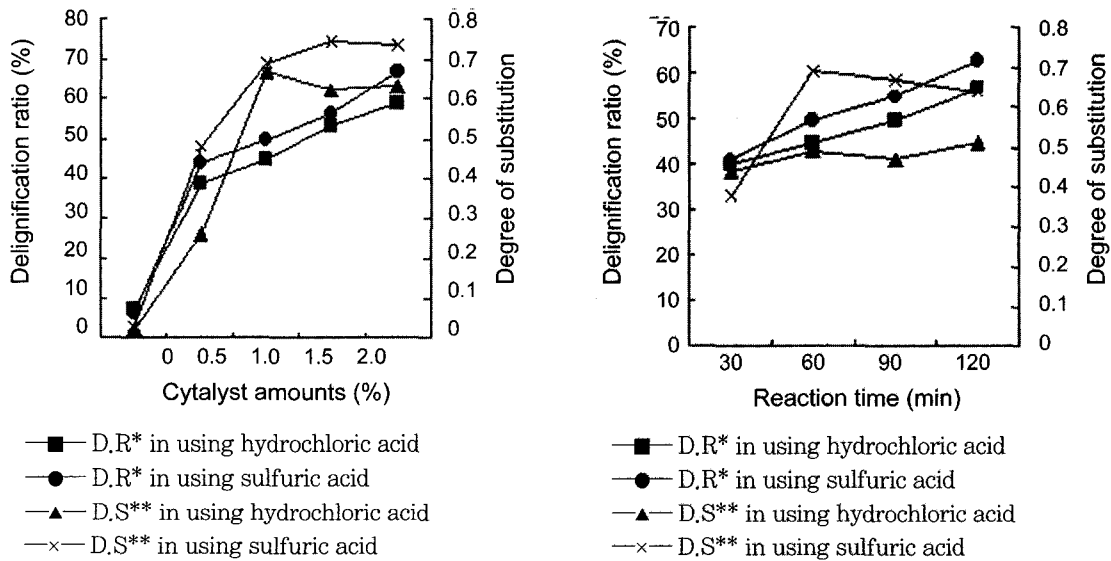 Delignification ratio (%)
80
70
60
50
40
30
20
10
0
0.8
0.7
0.6
0.5
0.4
0.3
0.2
0.1
0
Degree of substitution
0 0.5 1.0 1.5 2.0
Cytalyst amounts (%)
D.R* in using hydrochloric acid
D.R* in using sulfuric acid
D.S** in using hydrochloric acid
D.S** in using sulfuric acid
Delignification ratio (%)
70
60
50
40
30
20
10
0
0.8
0.7
0.6
0.5
0.4
0.3
0.2
0.1
0
Degree of substitution
30 60 90 120
Reaction time (min)
D.R* in using hydrochloric acid
D.R* in using sulfuric acid
D.S** in using hydrochloric acid
D.S** in using sulfuric acid